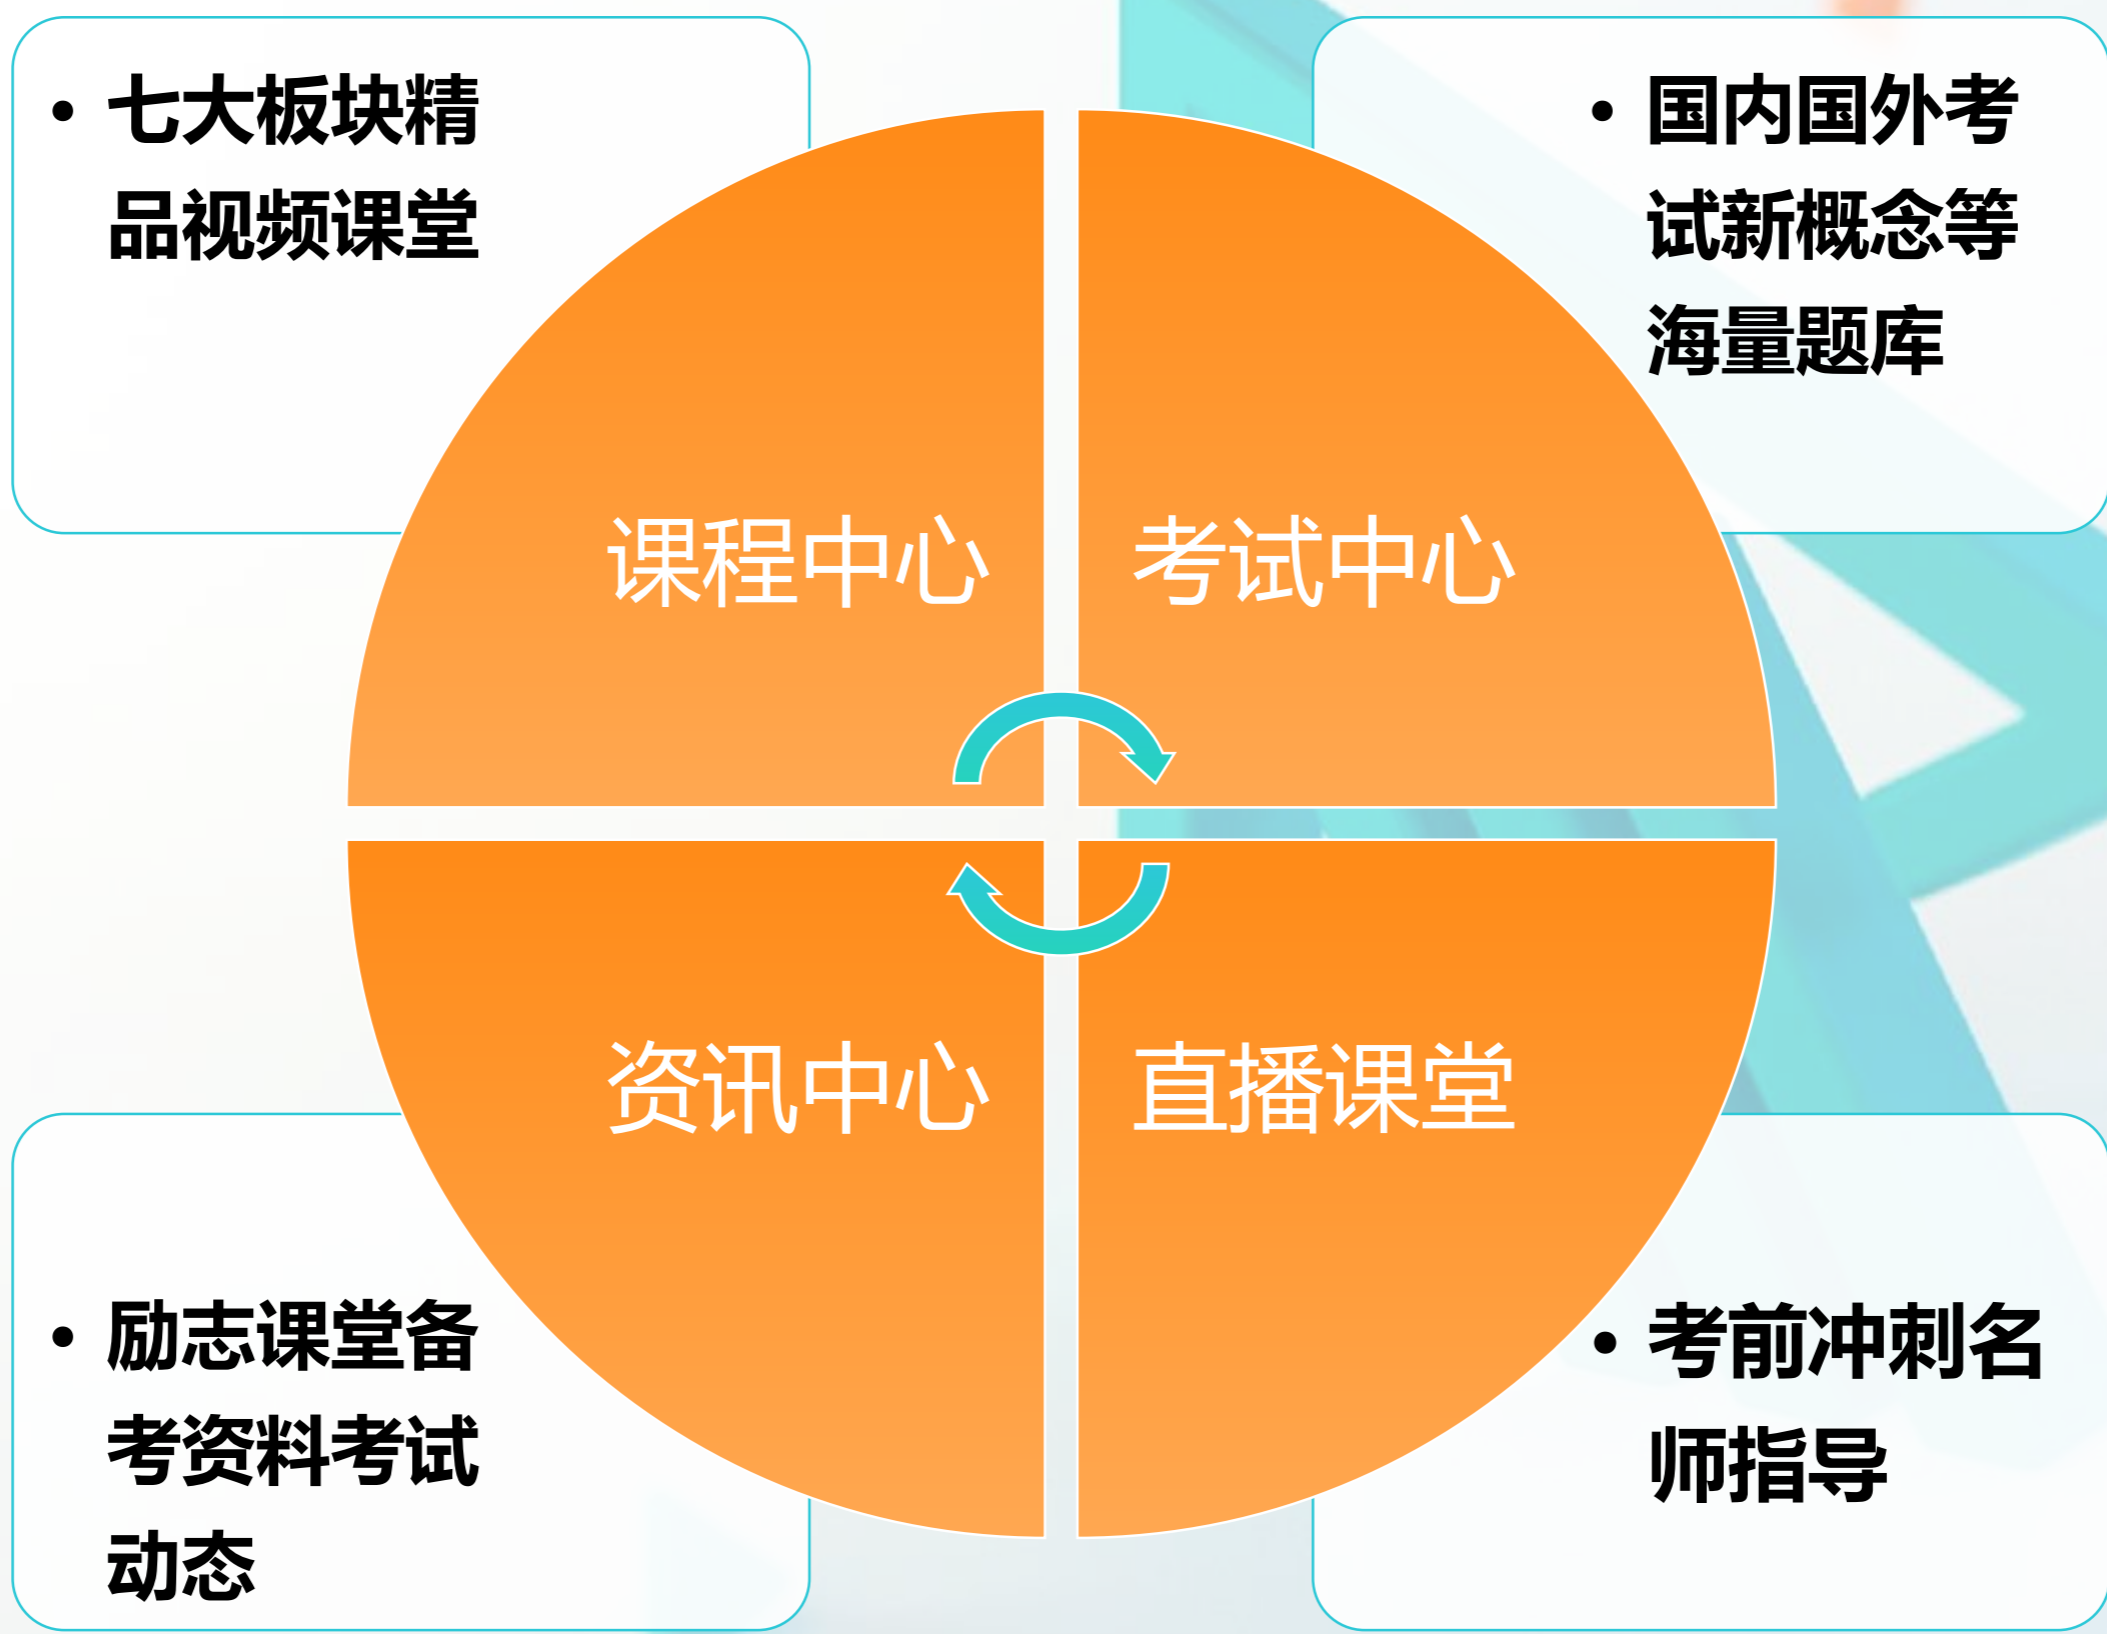 • 七大板块精
品视频课堂
• 国内国外考
试新概念等
海量题库
课程中心
考试中心
资讯中心
直播课堂
• 励志课堂备
考资料考试
动态
• 考前冲刺名
师指导